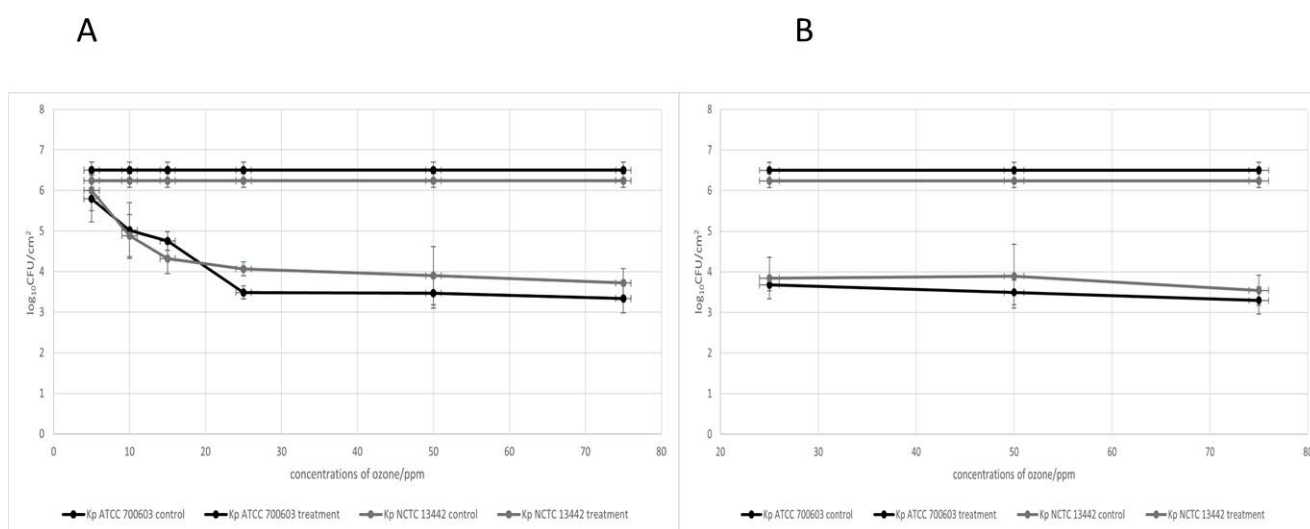 A
B
8
7
6
5
4
3
2
1
0
log₁₀CFU/cm²
0 10 20 30 40 50 60 70 80
concentrations of ozone/ppm
Kp ATCC 700603 control Kp ATCC 700603 treatment Kp NCTC 13442 control Kp NCTC 13442 treatment
8
7
6
5
4
3
2
1
0
log₁₀CFU/cm²
20 30 40 50 60 70 80
concentrations of ozone/ppm
Kp ATCC 700603 control Kp ATCC 700603 treatment Kp NCTC 13442 control Kp NCTC 13442 treatment